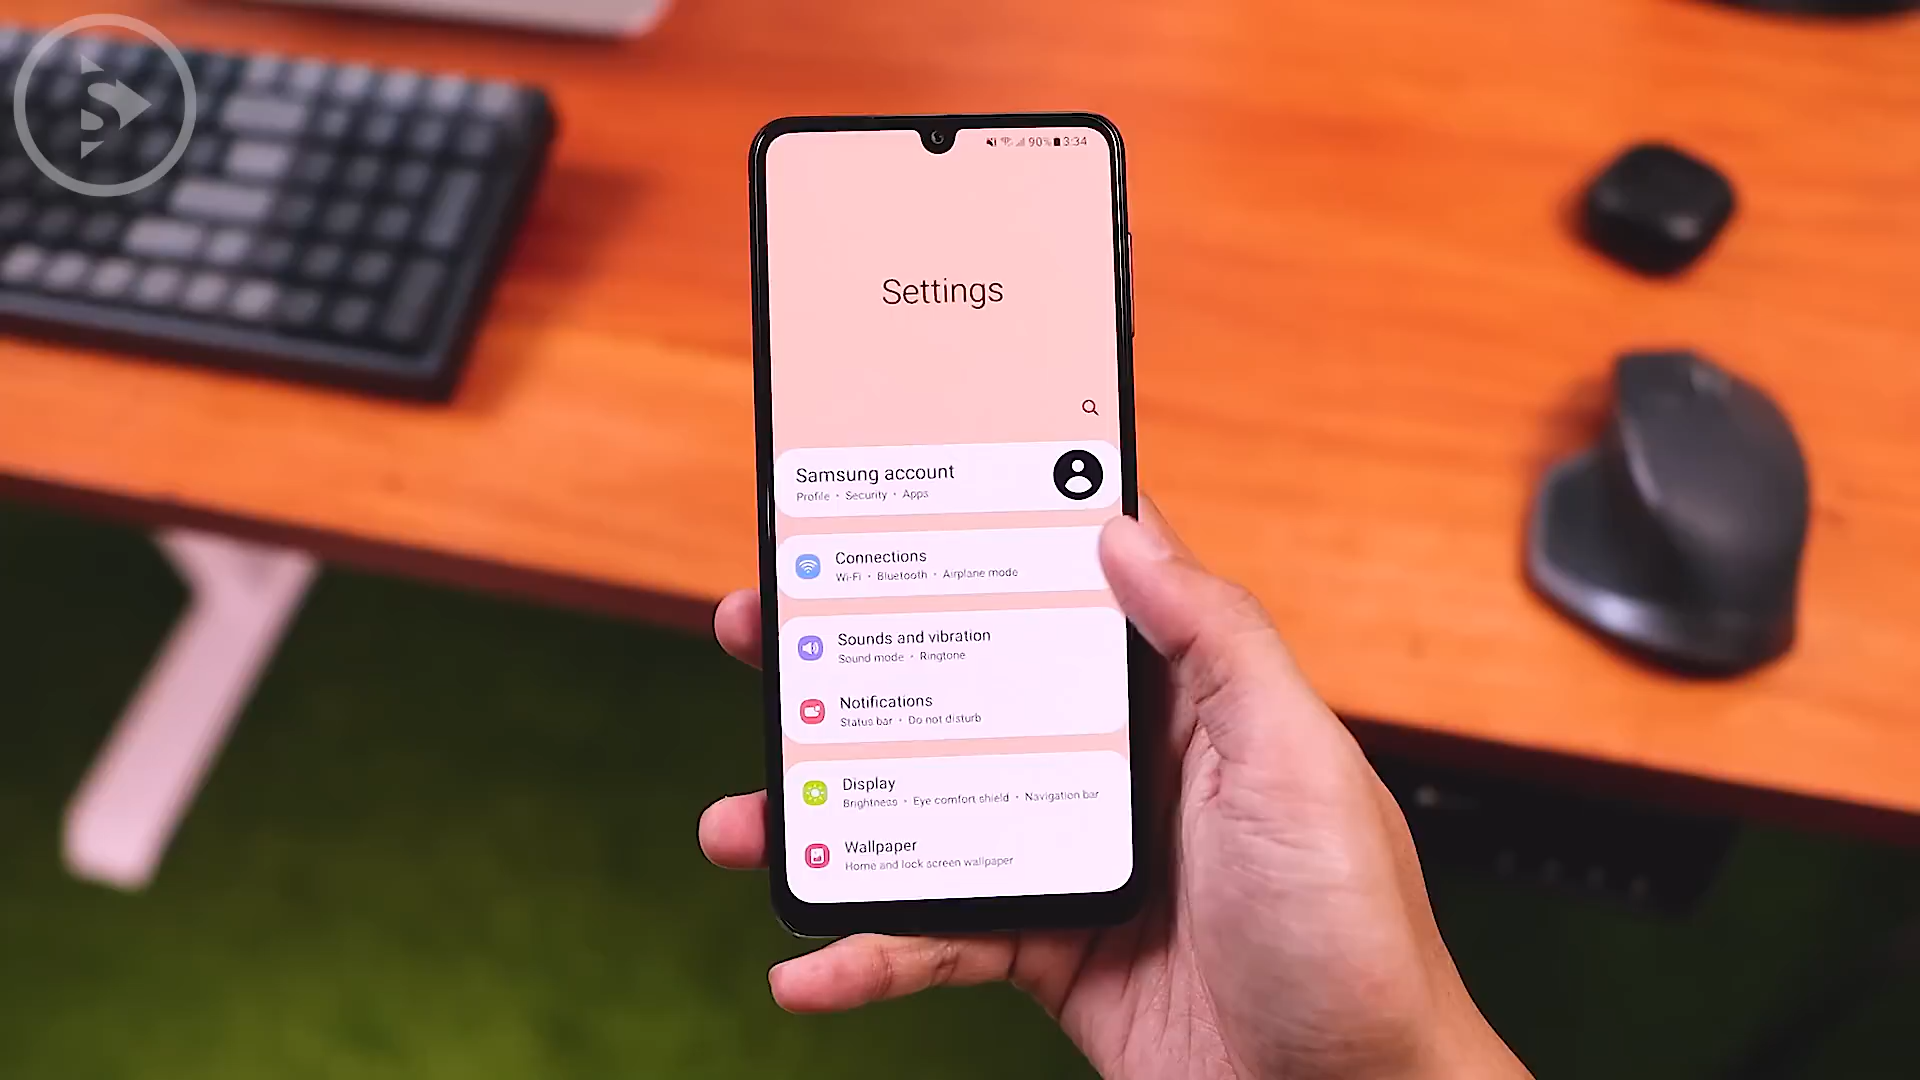 S
90% 3:34
Settings
Samsung account
Profile • Security • Apps
Connections
Wi-Fi • Bluetooth • Airplane mode
Sounds and vibration
Sound mode • Ringtone
Notifications
Status bar • Do not disturb
Display
Brightness • Eye comfort shield • Navigation bar
Wallpaper
Home and lock screen wallpaper